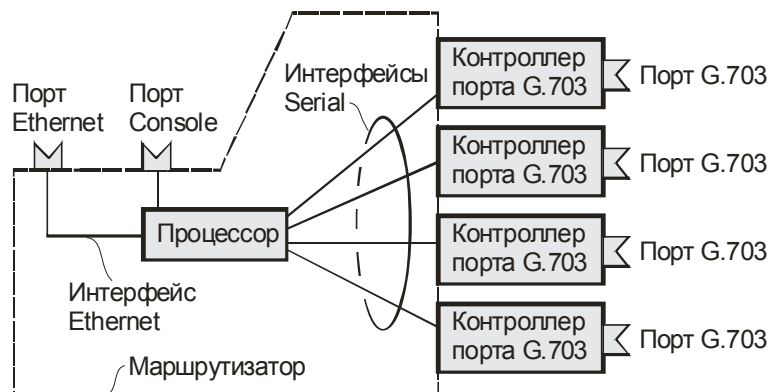 Порт
Ethernet
Порт
Console
Интерфейсы
Serial
Контроллер
порта G.703
Порт G.703
Контроллер
порта G.703
Порт G.703
Процессор
Контроллер
порта G.703
Порт G.703
Интерфейс
Ethernet
Контроллер
порта G.703
Порт G.703
Маршрутизатор